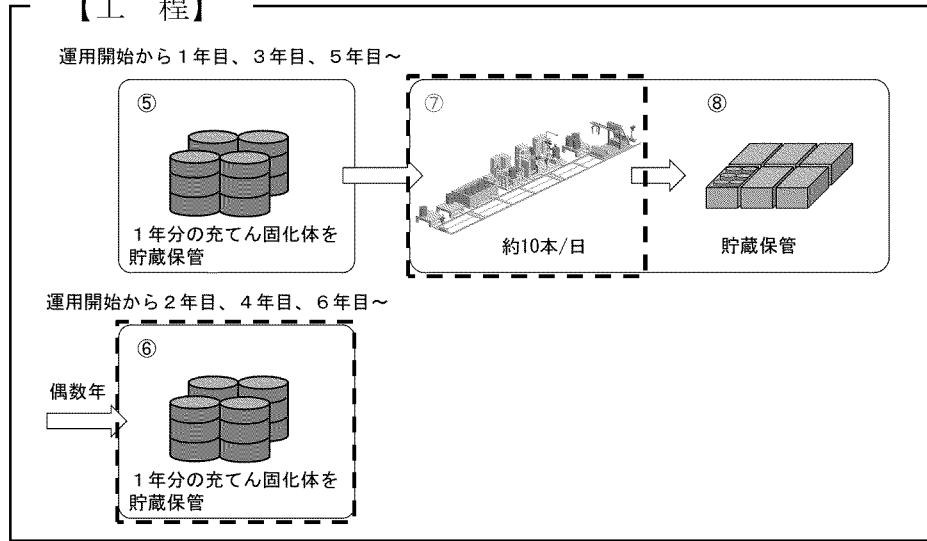 【工 程】
運用開始から1年目、3年目、5年目～
⑤
1年分の充てん固化体を
貯蔵保管
⑦
約10本/日
⑧
貯蔵保管
運用開始から2年目、4年目、6年目～
偶数年
⑥
1年分の充てん固化体を
貯蔵保管